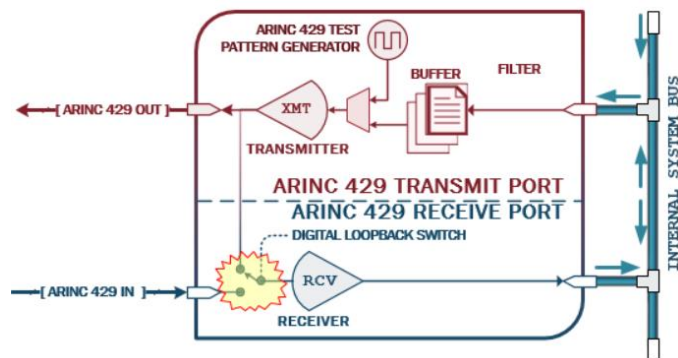 ARINC 429 TEST
PATTERN GENERATOR
BUFFER
FILTER
[ ARINC 429 OUT ]
XMT
TRANSMITTER
ARINC 429 TRANSMIT PORT
ARINC 429 RECEIVE PORT
DIGITAL LOOPBACK SWITCH
[ ARINC 429 IN ]
RCV
RECEIVER
INTERNAL SYSTEM BUS